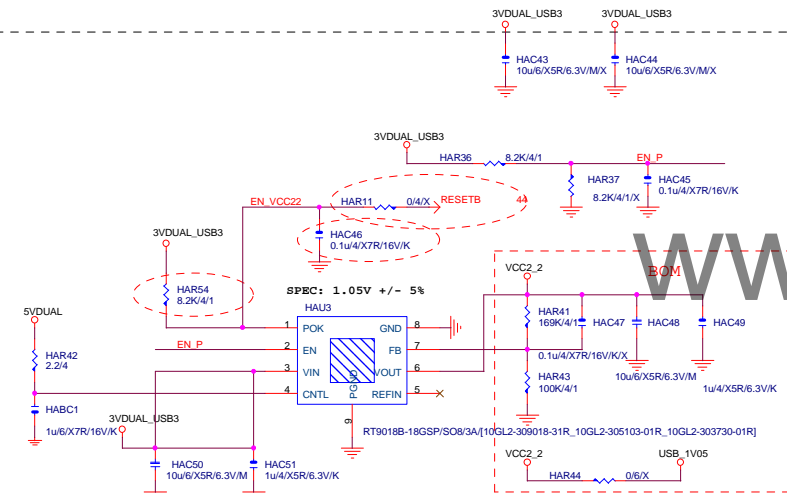 3VDUAL_USB3 3VDUAL_USB3
HAC43 HAC44
10u/6/X5R/6.3V/M/X 10u/6/X5R/6.3V/M/X
3VDUAL_USB3
HAR36 8.2K/4/1 EN_P
HAR37 HAC45
8.2K/4/1/X 0.1u/4/X7R/16V/K
EN_VCC22 HAR11 0/4/X RESETB 44
HAC46
0.1u/4/X7R/16V/K
3VDUAL_USB3
WW
VCC2_2 BOM
HAR54
8.2K/4/1
SPEC: 1.05V +/- 5%
HAU3
5VDUAL
HAR41
169K/4/1
HAC47 HAC48 HAC49
1 POK GND 8
EN_P 2 EN FB 7
3 VIN VOUT 6
4 CNTL REFIN 5
PGND
9
HAR42
2.2/4
0.1u/4/X7R/16V/K/X
HAR43
100K/4/1
10u/6/X5R/6.3V/M
1u/4/X5R/6.3V/K
HABC1
1u/6/X7R/16V/K
3VDUAL_USB3
RT9018B-18GSP/SO8/3A/[10GL2-309018-31R_10GL2-305103-01R_10GL2-303730-01R]
HAC50 HAC51
10u/6/X5R/6.3V/M 1u/4/X5R/6.3V/K
VCC2_2 USB_1V05
HAR44 0/6/X